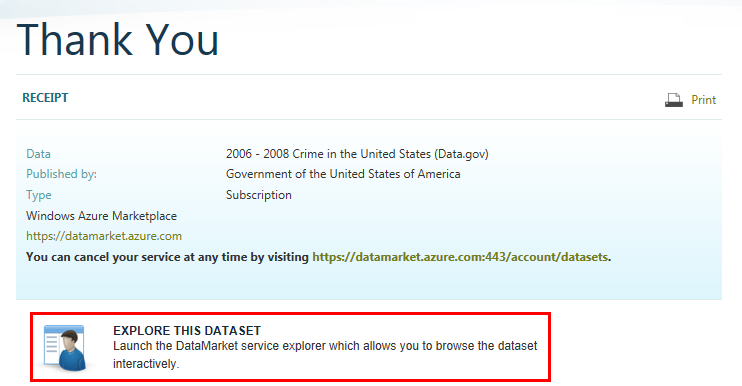 Thank You
RECEIPT
Print
Data 2006 - 2008 Crime in the United States (Data.gov)
Published by: Government of the United States of America
Type Subscription
Windows Azure Marketplace
https://datamarket.azure.com
You can cancel your service at any time by visiting https://datamarket.azure.com:443/account/datasets.
EXPLORE THIS DATASET
Launch the DataMarket service explorer which allows you to browse the dataset
interactively.